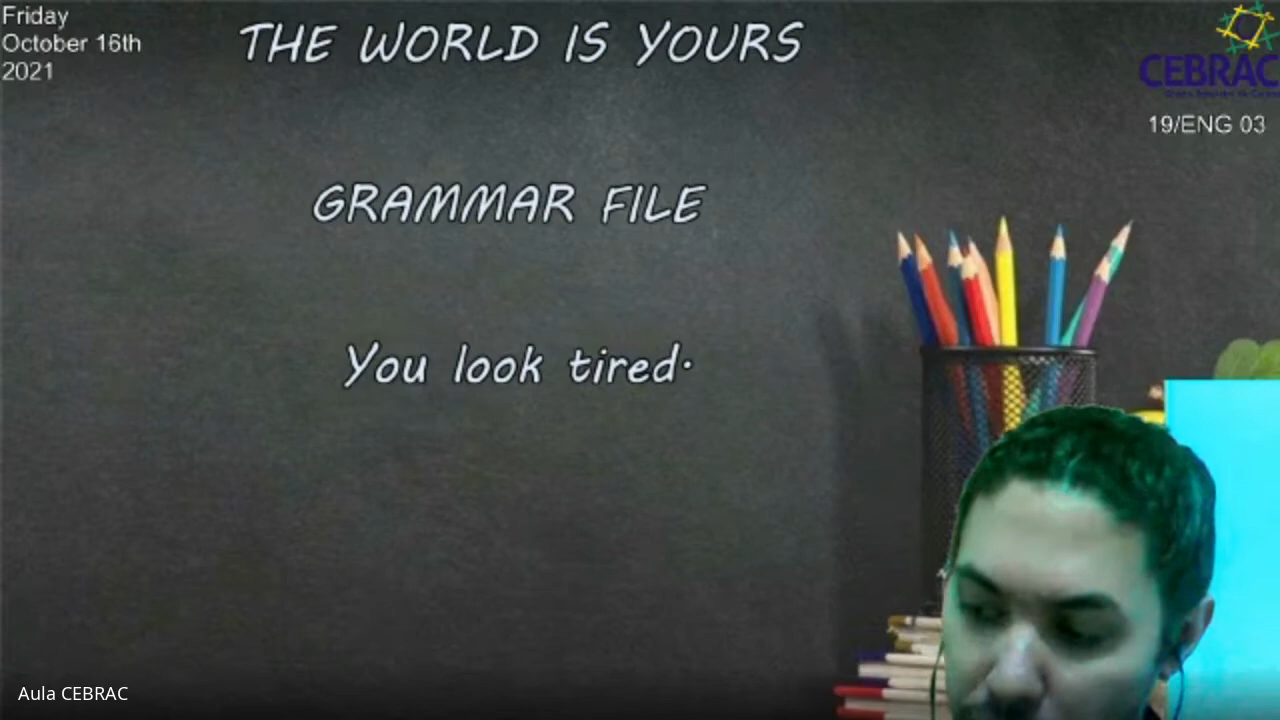 Friday
October 16th
2021
THE WORLD IS YOURS
CEBRAC
19/ENG 03
GRAMMAR FILE
You look tired.
Aula CEBRAC